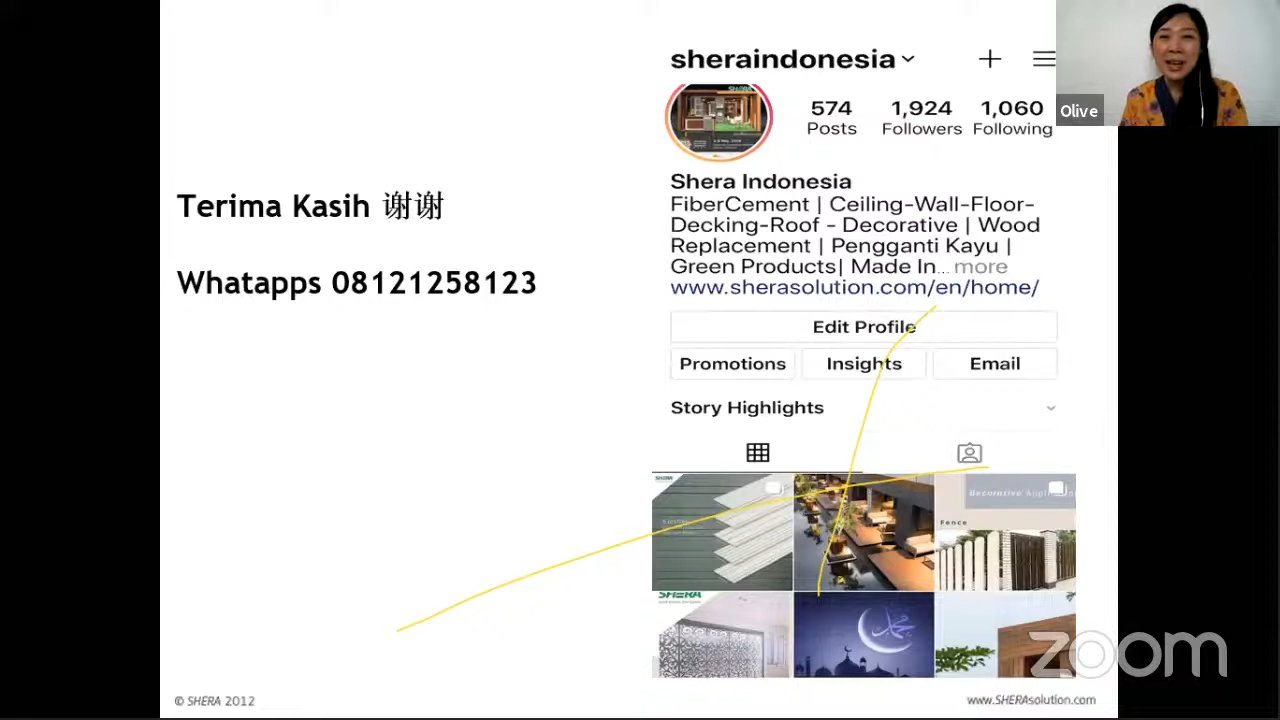 Terima Kasih 谢谢
Whatapps 08121258123
sheraindonesia
574
1,924
1,060
Posts
Followers
Following
Shera Indonesia
FiberCement | Ceiling-Wall-Floor-
Decking-Roof - Decorative | Wood
Replacement | Pengganti Kayu |
Green Products| Made In... more
www.sherasolution.com/en/home/
Edit Profile
Promotions
Insights
Email
Story Highlights
SHERA
Decorative
Fence
SHERA
محمد
© SHERA 2012
www.SHERAsolution.com
Olive
zoom